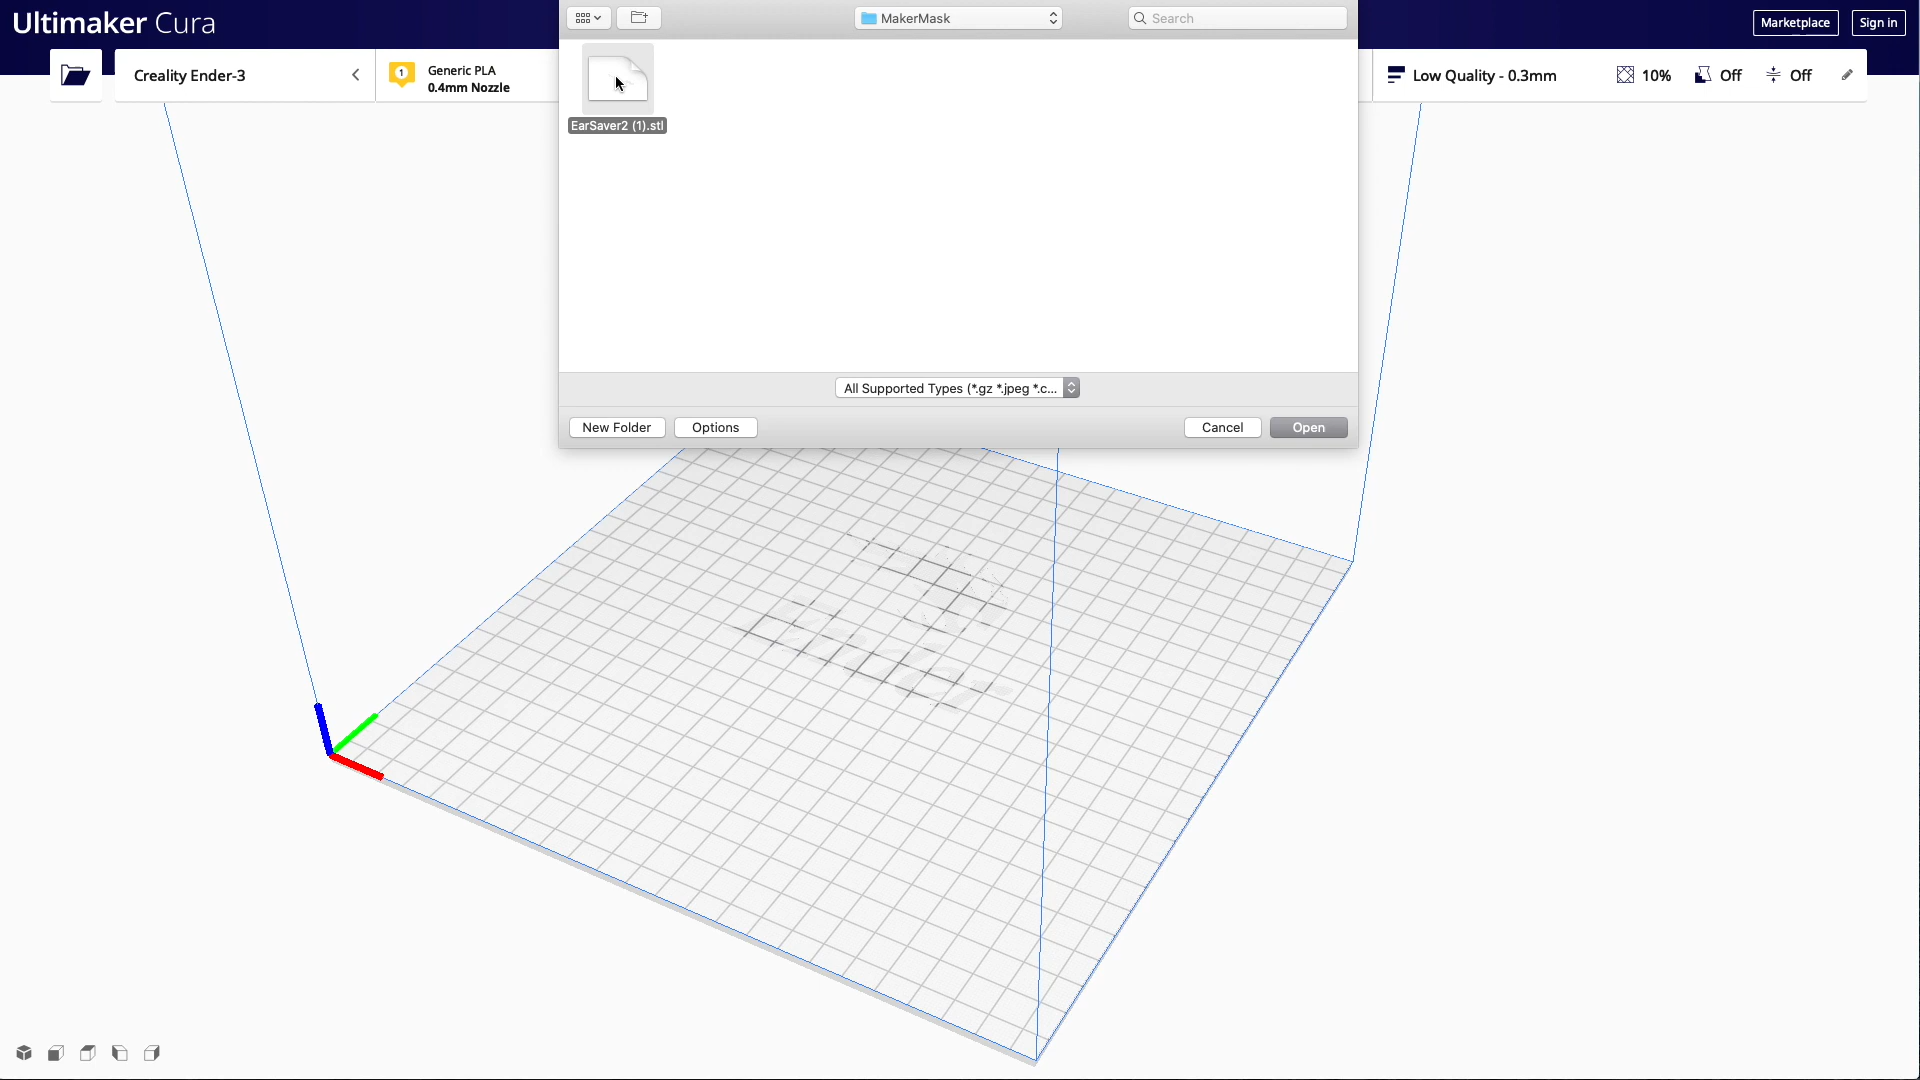 Ultimaker Cura
MakerMask
Search
Marketplace
Sign in
Creality Ender-3
1
Generic PLA
0.4mm Nozzle
Low Quality - 0.3mm
10%
Off
Off
EarSaver2 (1).stl
All Supported Types (*.gz *.jpeg *.c...
New Folder
Options
Cancel
Open